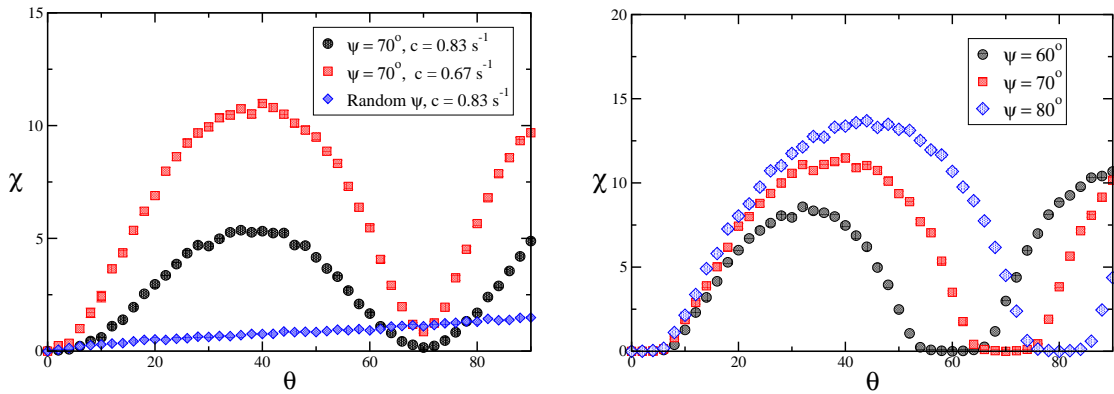 15
10
5
0
χ
0 20 40 60 80
θ
ψ = 70°, c = 0.83 s⁻¹
ψ = 70°, c = 0.67 s⁻¹
Random ψ, c = 0.83 s⁻¹
20
15
10
5
0
χ
0 20 40 60 80
θ
ψ = 60°
ψ = 70°
ψ = 80°